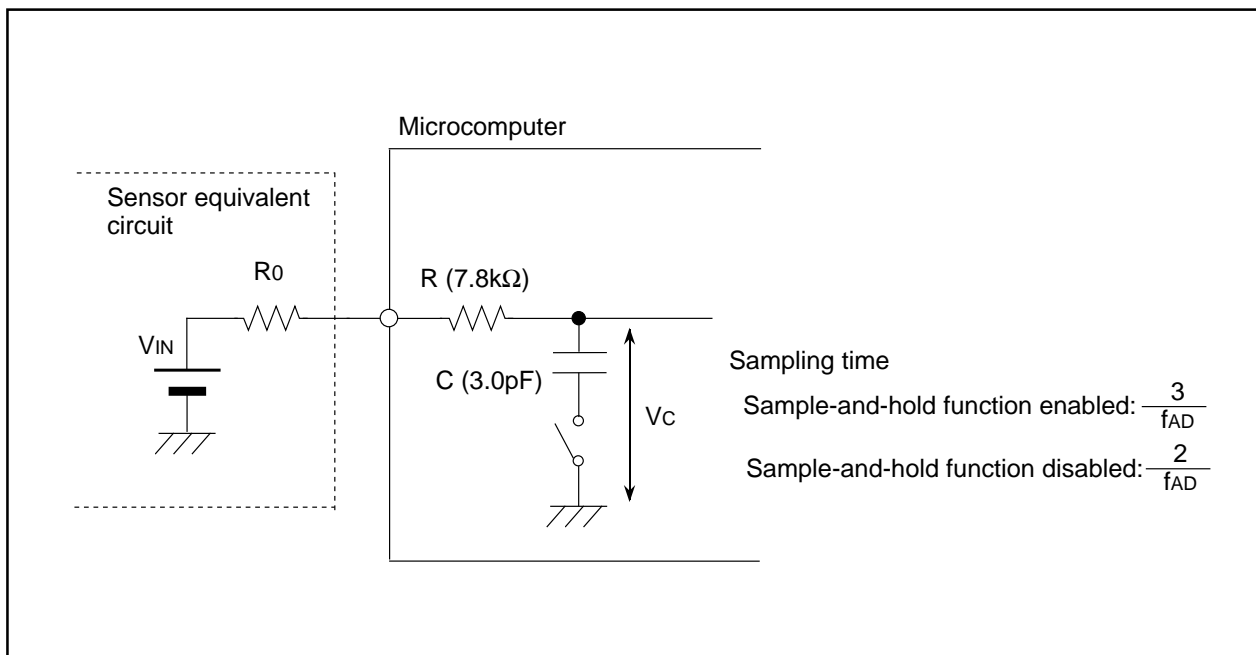 Microcomputer
Sensor equivalent
circuit
R0
R (7.8kΩ)
VIN
C (3.0pF)
VC
Sampling time
Sample-and-hold function enabled: 3/fAD
Sample-and-hold function disabled: 2/fAD